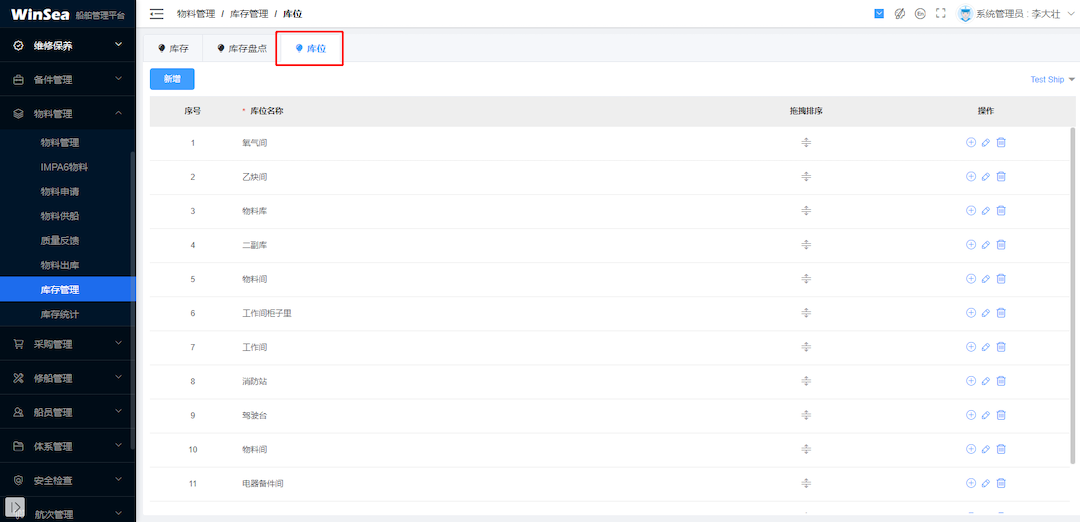 WinSea 船舶管理平台
物料管理 / 库存管理 / 库位
En
系统管理员 : 李大壮
维修保养
备件管理
物料管理
物料管理
IMPA6物料
物料申请
物料供船
质量反馈
物料出库
库存管理
库存统计
采购管理
修船管理
船员管理
体系管理
安全检查
航次管理
库存
库存盘点
库位
新增
Test Ship
序号 * 库位名称 拖拽排序 操作
1 氧气间
2 乙炔间
3 物料库
4 二副库
5 物料间
6 工作间柜子里
7 工作间
8 消防站
9 驾驶台
10 物料间
11 电器备件间